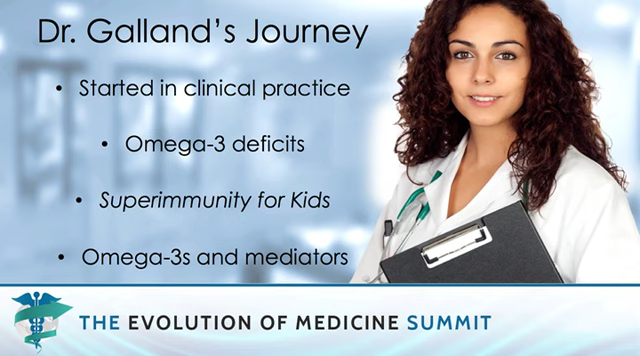 Dr. Galland's Journey
• Started in clinical practice
• Omega-3 deficits
• Superimmunity for Kids
• Omega-3s and mediators
THE EVOLUTION OF MEDICINE SUMMIT